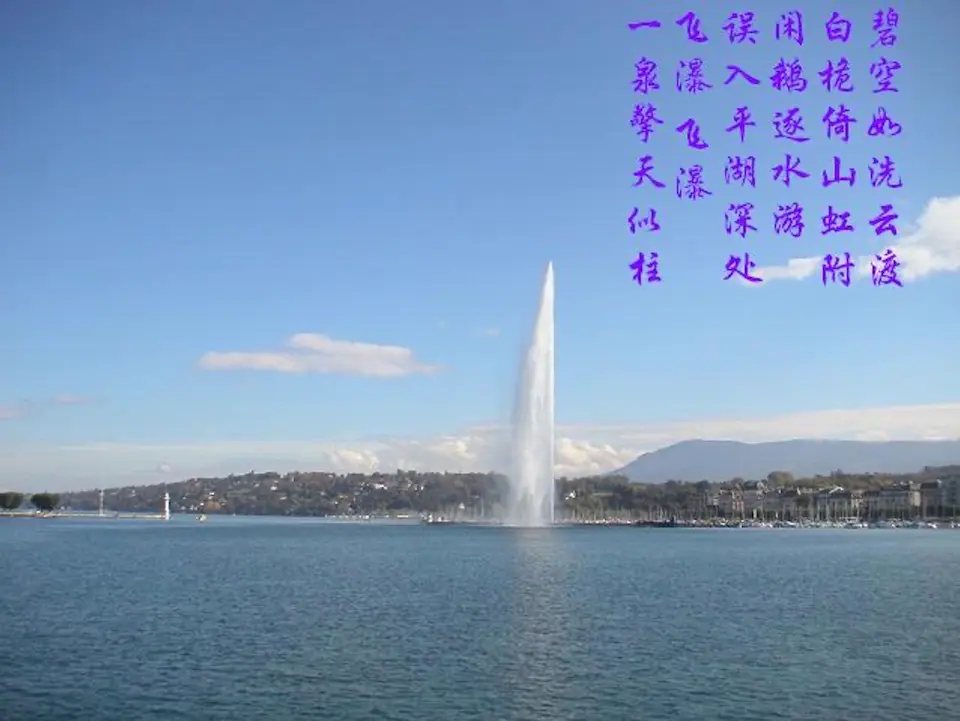 碧空如洗云渡
白桅倚山虹附
闲鹅逐水游
误入平湖深处
飞瀑飞瀑
一泉擎天似柱